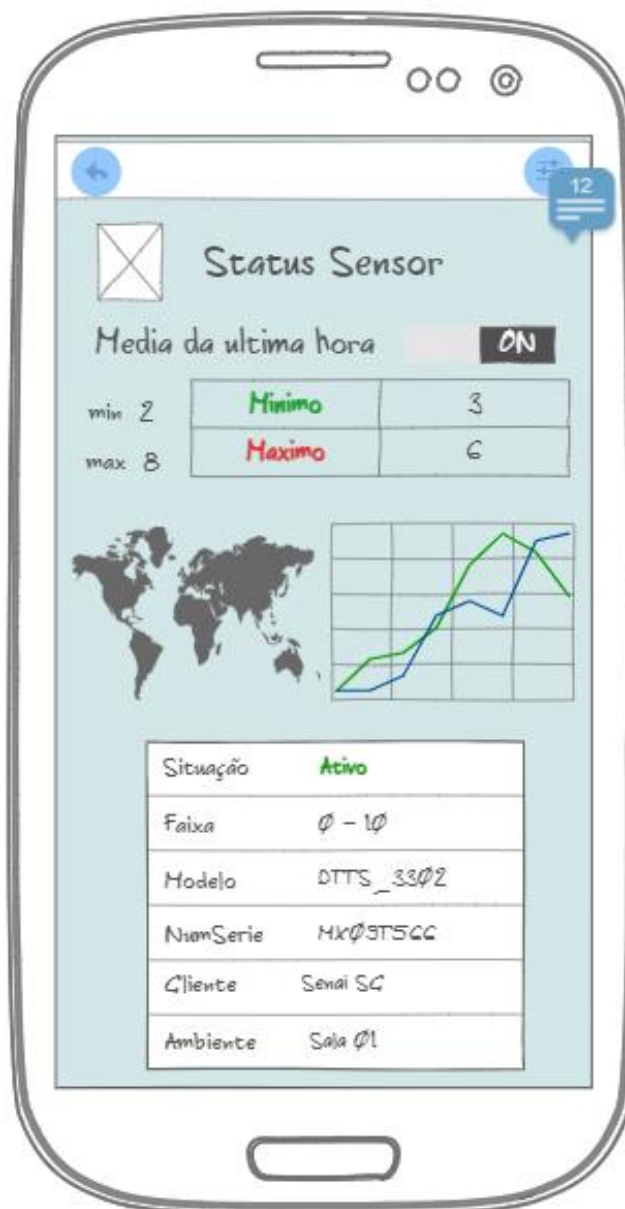 12
Status Sensor
Media da ultima hora ON
min 2 Minimo 3
max 8 Maximo 6
Situação Ativo
Faixa 0 - 10
Modelo DTTS_3302
NumSerie MX09T566
Cliente Senai SC
Ambiente Sala 01